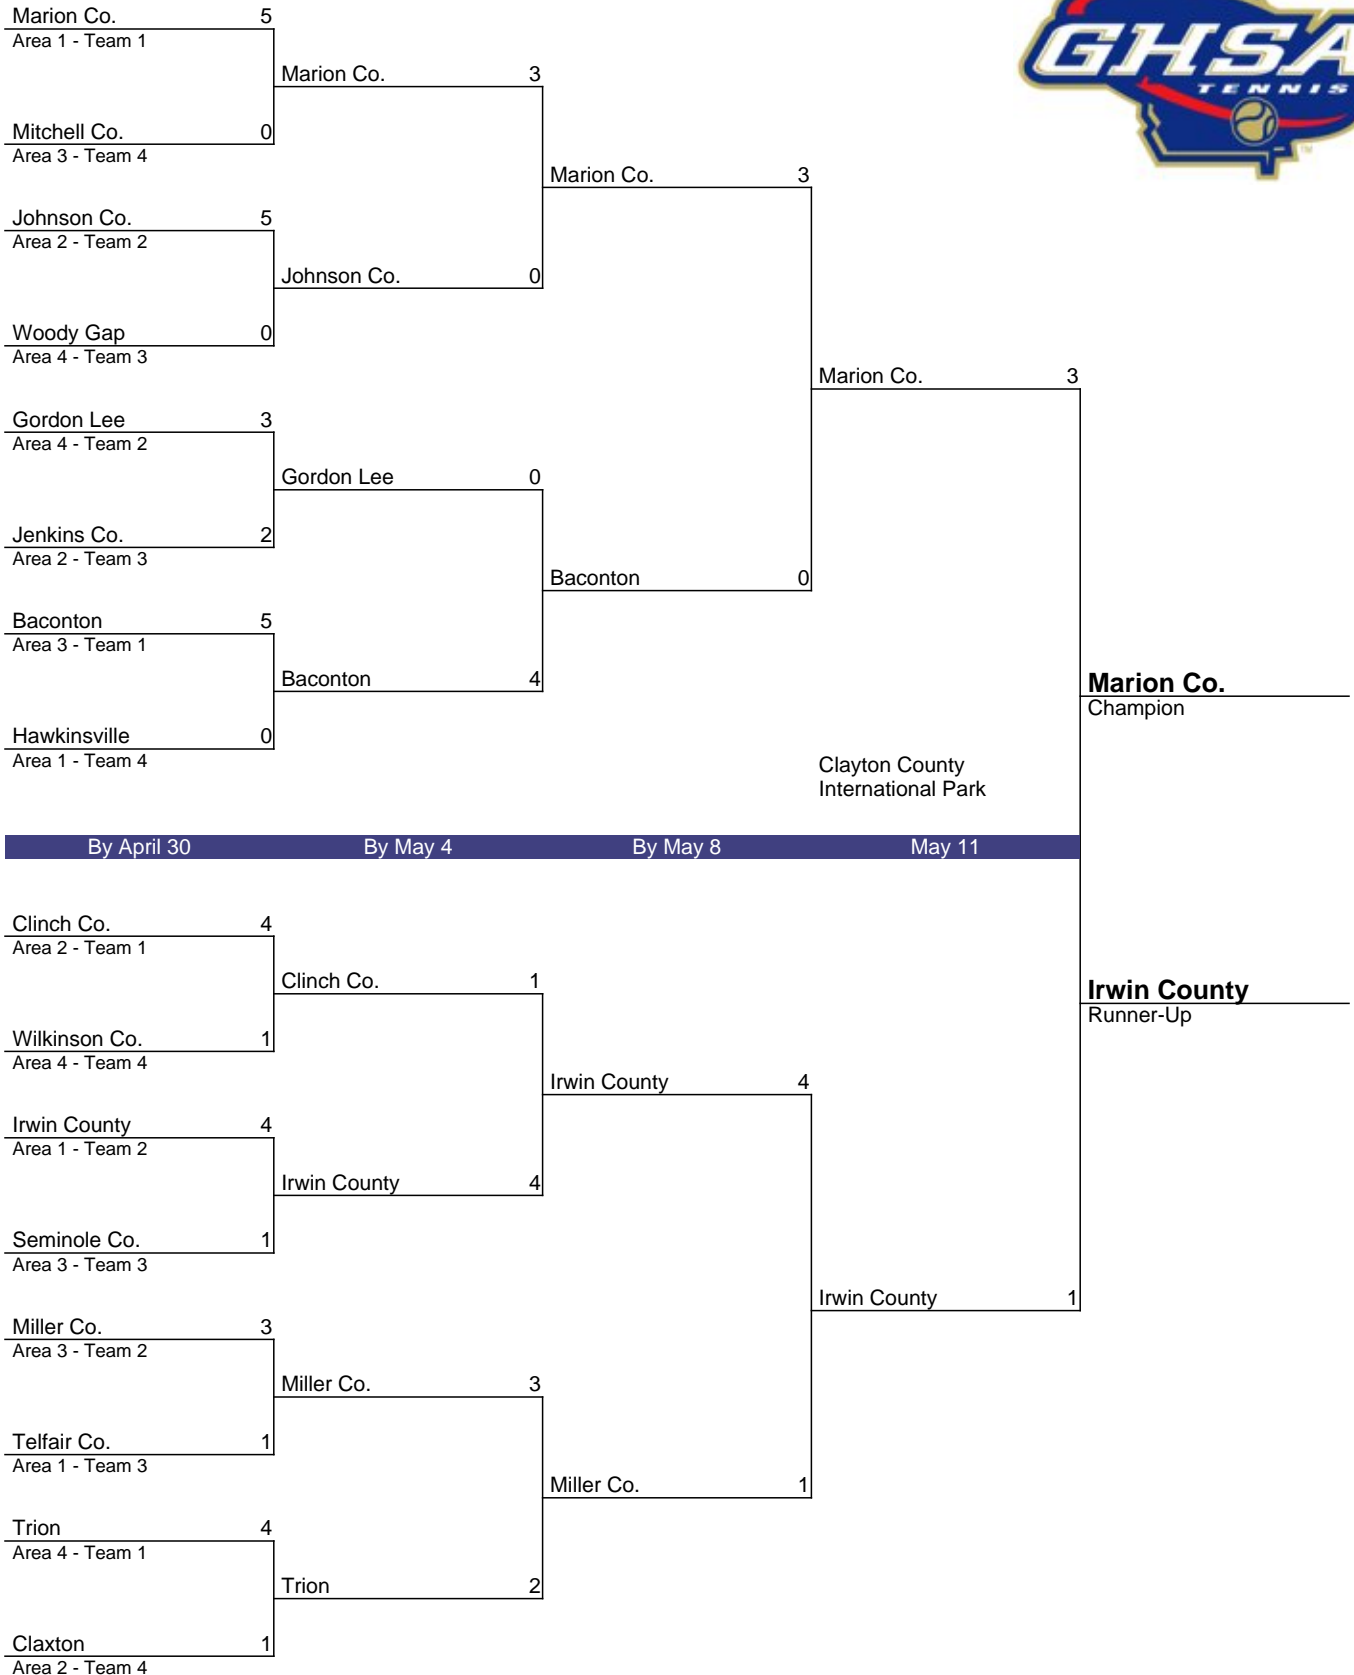 GHSA
TENNIS
Marion Co. 5
Area 1 - Team 1
Marion Co. 3
Mitchell Co. 0
Area 3 - Team 4
Marion Co. 3
Johnson Co. 5
Area 2 - Team 2
Johnson Co. 0
Woody Gap 0
Area 4 - Team 3
Marion Co. 3
Gordon Lee 3
Area 4 - Team 2
Gordon Lee 0
Jenkins Co. 2
Area 2 - Team 3
Baconton 0
Baconton 5
Area 3 - Team 1
Baconton 4
Marion Co.
Champion
Hawkinsville 0
Area 1 - Team 4
Clayton County
International Park
By April 30 By May 4 By May 8 May 11
Clinch Co. 4
Area 2 - Team 1
Clinch Co. 1
Irwin County
Runner-Up
Wilkinson Co. 1
Area 4 - Team 4
Irwin County 4
Irwin County 4
Area 1 - Team 2
Irwin County 4
Seminole Co. 1
Area 3 - Team 3
Irwin County 1
Miller Co. 3
Area 3 - Team 2
Miller Co. 3
Telfair Co. 1
Area 1 - Team 3
Miller Co. 1
Trion 4
Area 4 - Team 1
Trion 2
Claxton 1
Area 2 - Team 4